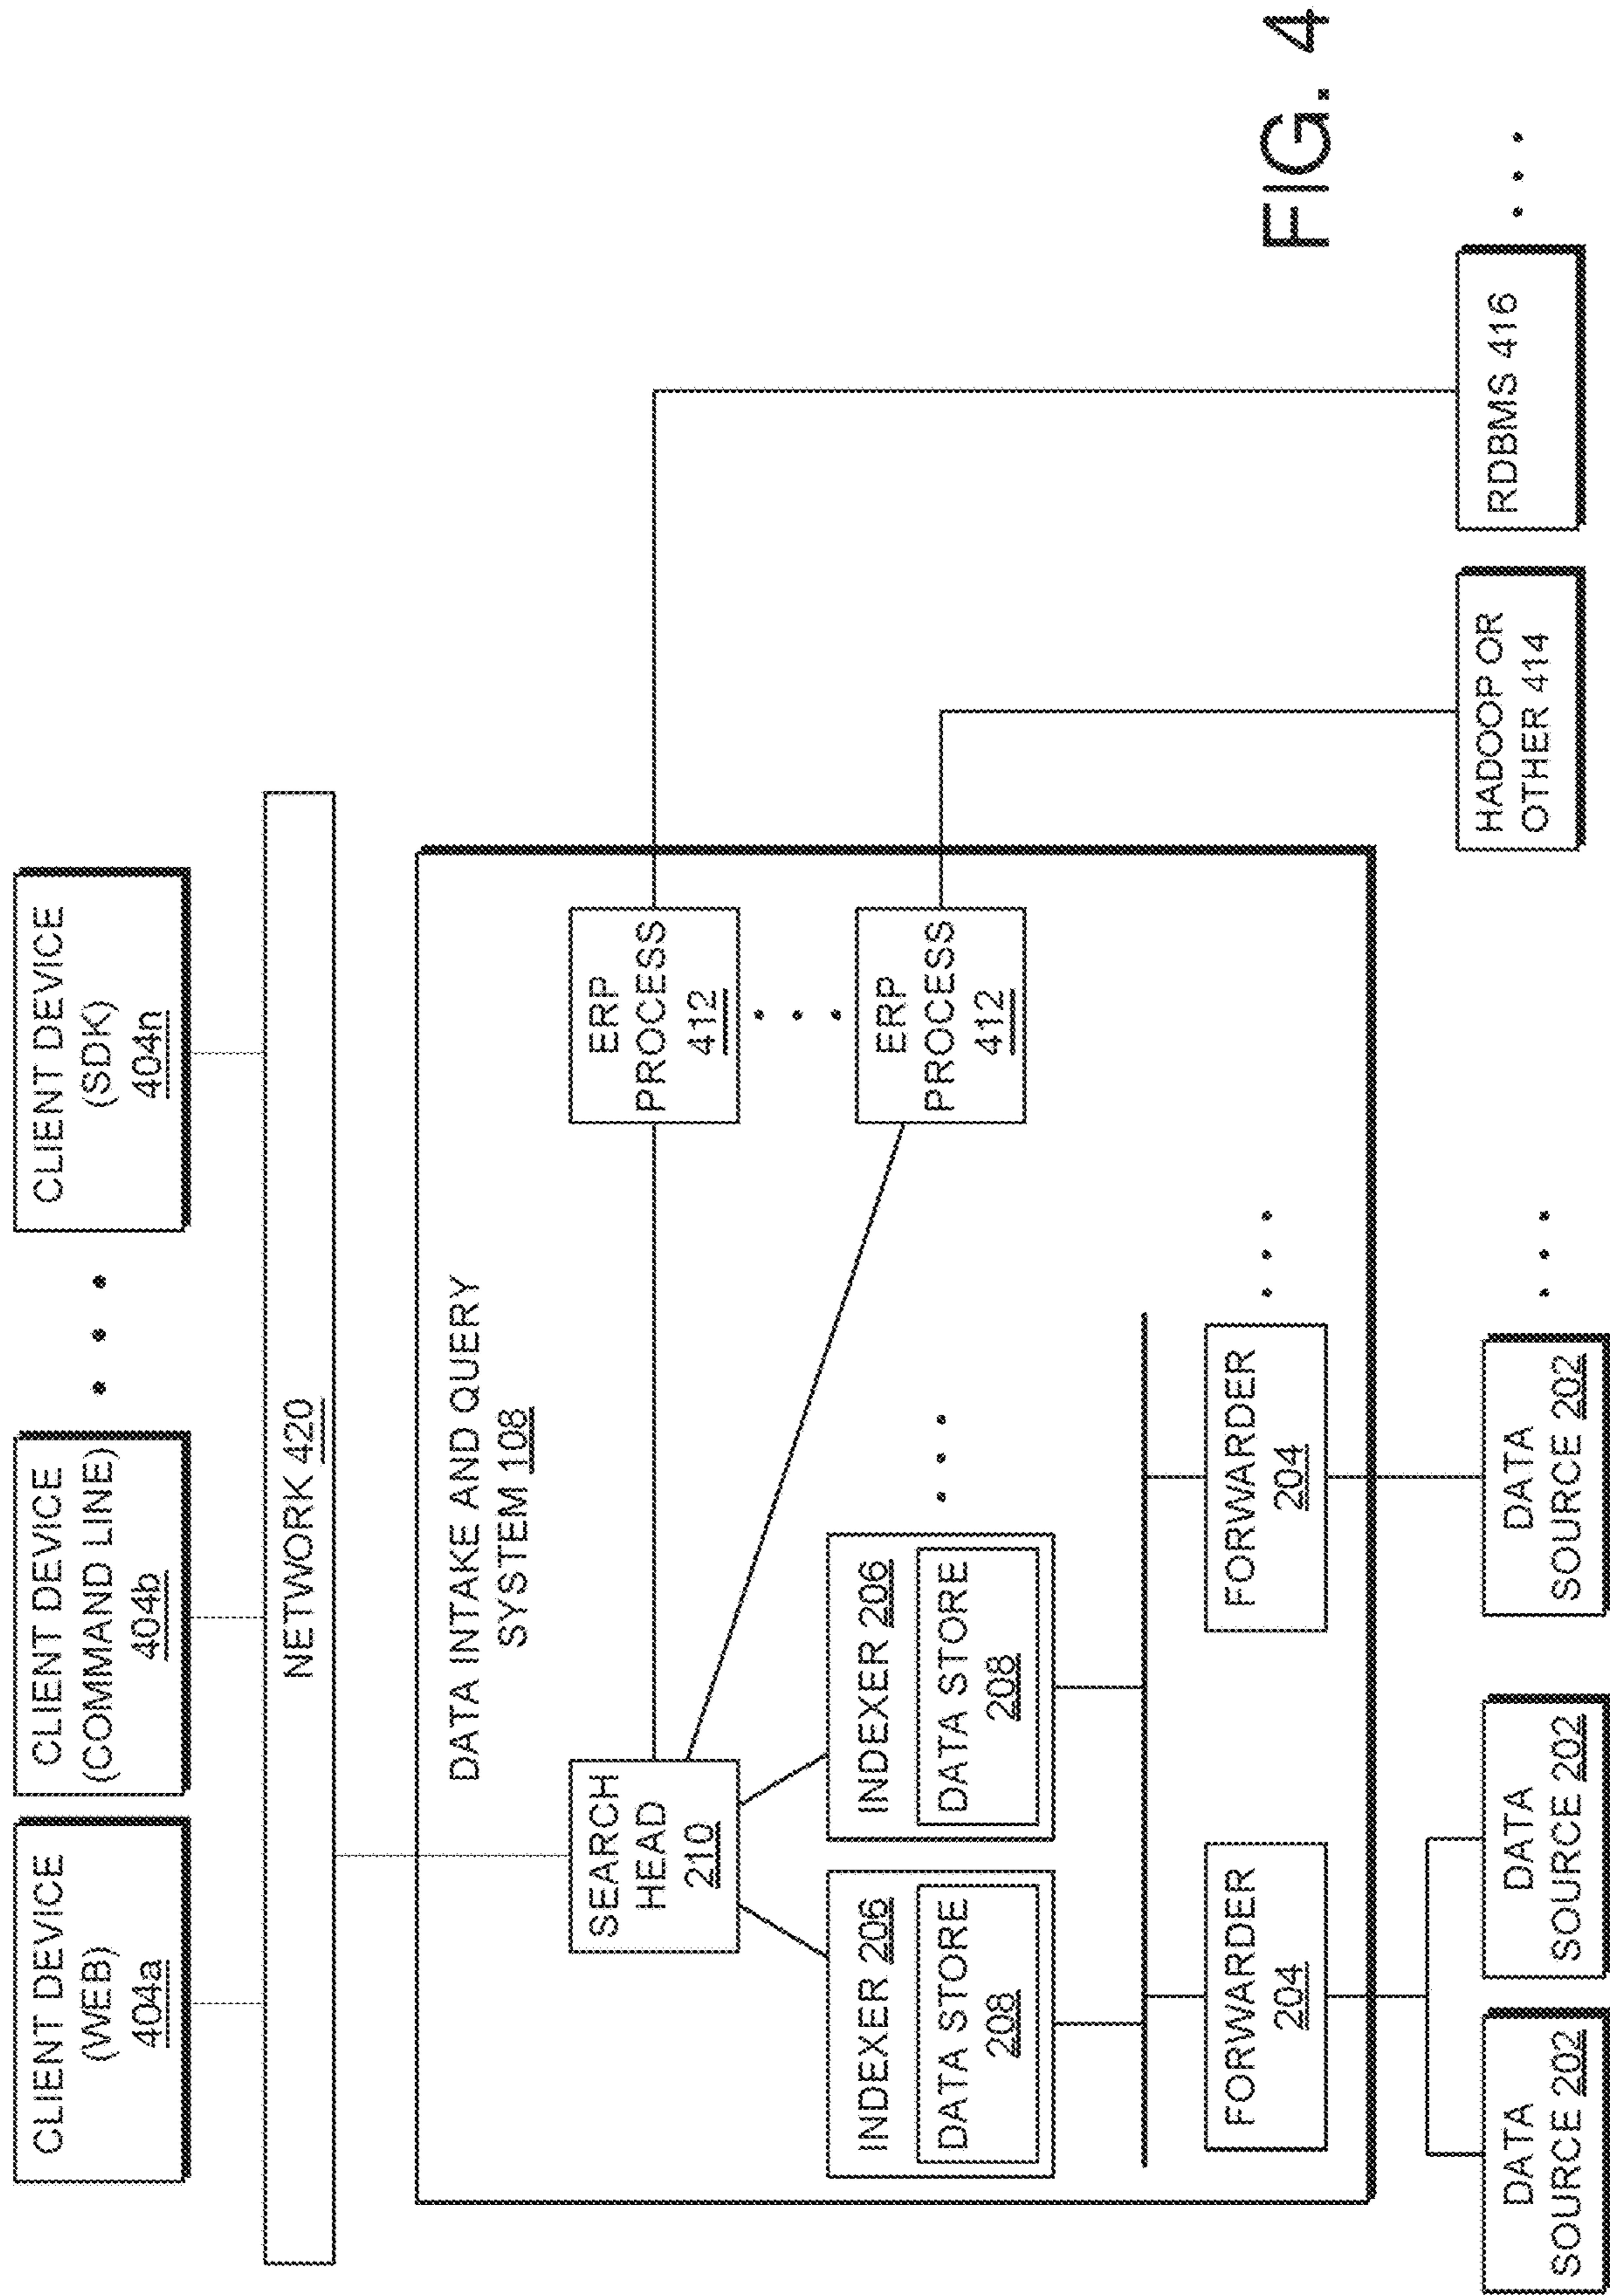 CLIENT DEVICE
(WEB)
404a
CLIENT DEVICE
(COMMAND LINE)
404b
CLIENT DEVICE
(SDK)
404n
NETWORK 420
DATA INTAKE AND QUERY
SYSTEM 108
SEARCH
HEAD
210
ERP
PROCESS
412
ERP
PROCESS
412
INDEXER 206
DATA STORE
208
INDEXER 206
DATA STORE
208
FORWARDER
204
FORWARDER
204
DATA
SOURCE 202
DATA
SOURCE 202
DATA
SOURCE 202
HADOOP OR
OTHER 414
RDBMS 416
FIG. 4